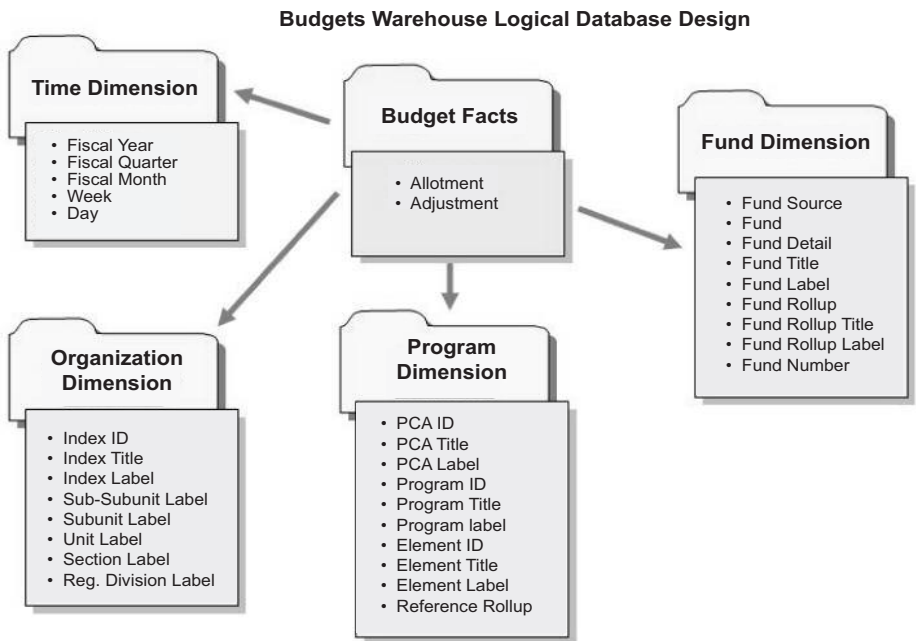 Budgets Warehouse Logical Database Design
Time Dimension
• Fiscal Year
• Fiscal Quarter
• Fiscal Month
• Week
• Day
Budget Facts
• Allotment
• Adjustment
Fund Dimension
• Fund Source
• Fund
• Fund Detail
• Fund Title
• Fund Label
• Fund Rollup
• Fund Rollup Title
• Fund Rollup Label
• Fund Number
Organization
Dimension
• Index ID
• Index Title
• Index Label
• Sub-Subunit Label
• Subunit Label
• Unit Label
• Section Label
• Reg. Division Label
Program
Dimension
• PCA ID
• PCA Title
• PCA Label
• Program ID
• Program Title
• Program label
• Element ID
• Element Title
• Element Label
• Reference Rollup